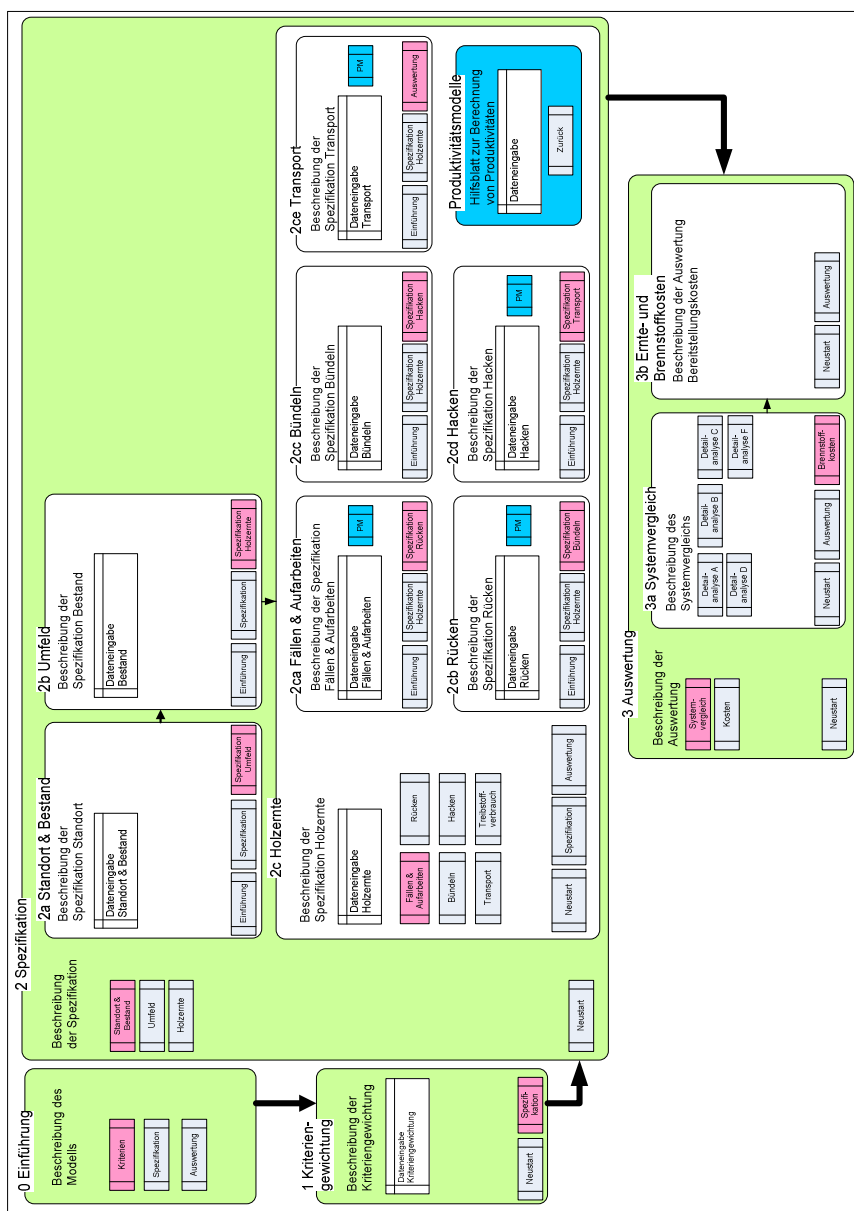 0 Einführung
Beschreibung des
Modells
Kriterien
Spezifikation
Auswertung
1 Kriterien-
gewichtung
Beschreibung der
Kriteriengewichtung
Dateneingabe
Kriteriengewichtung
Neustart
Spezifi-
kation
2 Spezifikation
Beschreibung
der Spezifikation
Standort &
Bestand
Umfeld
Holzernte
Neustart
2a Standort & Bestand
Beschreibung der
Spezifikation Standort
Dateneingabe
Standort & Bestand
Einführung
Spezifikation
Spezifikation
Umfeld
2b Umfeld
Beschreibung der
Spezifikation Bestand
Dateneingabe
Bestand
Einführung
Spezifikation
Spezifikation
Holzernte
2c Holzernte
Beschreibung der
Spezifikation Holzernte
Dateneingabe
Holzernte
Fällen &
Aufarbeiten
Rücken
Bündeln
Hacken
Transport
Treibstoff-
verbrauch
Neustart
Spezifikation
Auswertung
2ca Fällen & Aufarbeiten
Beschreibung der Spezifikation
Fällen & Aufarbeiten
Dateneingabe
Fällen & Aufarbeiten
PM
Einführung
Spezifikation
Holzernte
Spezifikation
Rücken
2cb Rücken
Beschreibung der
Spezifikation Rücken
Dateneingabe
Rücken
PM
Einführung
Spezifikation
Holzernte
Spezifikation
Bündeln
2cc Bündeln
Beschreibung der
Spezifikation Bündeln
Dateneingabe
Bündeln
Einführung
Spezifikation
Holzernte
Spezifikation
Hacken
2cd Hacken
Beschreibung der
Spezifikation Hacken
Dateneingabe
Hacken
PM
Einführung
Spezifikation
Holzernte
Spezifikation
Transport
2ce Transport
Beschreibung der
Spezifikation Transport
Dateneingabe
Transport
PM
Einführung
Spezifikation
Holzernte
Auswertung
Produktivitätsmodelle
Hilfsblatt zur Berechnung
von Produktivitäten
Dateneingabe
Zurück
3 Auswertung
Beschreibung der
Auswertung
System-
vergleich
Kosten
Neustart
3a Systemvergleich
Beschreibung des
Systemvergleichs
Detail-
analyse A
Detail-
analyse B
Detail-
analyse C
Detail-
analyse D
Detail-
analyse F
Neustart
Auswertung
Brennstoff-
kosten
3b Ernte- und
Brennstoffkosten
Beschreibung der Auswertung
Bereitstellungskosten
Neustart
Auswertung